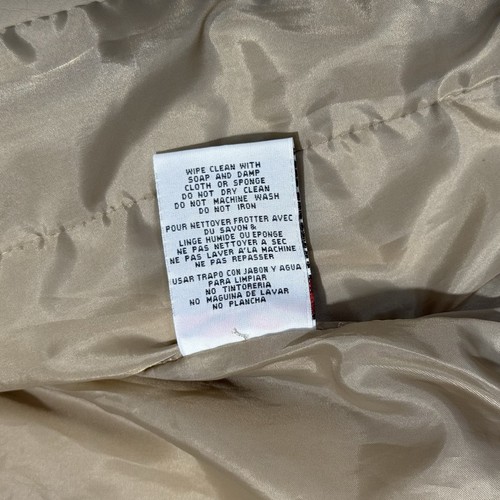 WIPE CLEAN WITH
SOAP AND DAMP
CLOTH OR SPONGE
DO NOT DRY CLEAN
DO NOT MACHINE WASH
DO NOT IRON
POUR NETTOYER FROTTER AVEC
DU SAVON &
LINGE HUMIDE OU EPONGE
NE PAS NETTOYER A SEC
NE PAS LAVER A'LA MACHINE
NE PAS REPASSER
USAR TRAPO CON JABON Y AGUA
PARA LIMPIAR
NO TINTORERIA
NO MAGUINA DE LAVAR
NO PLANCHA